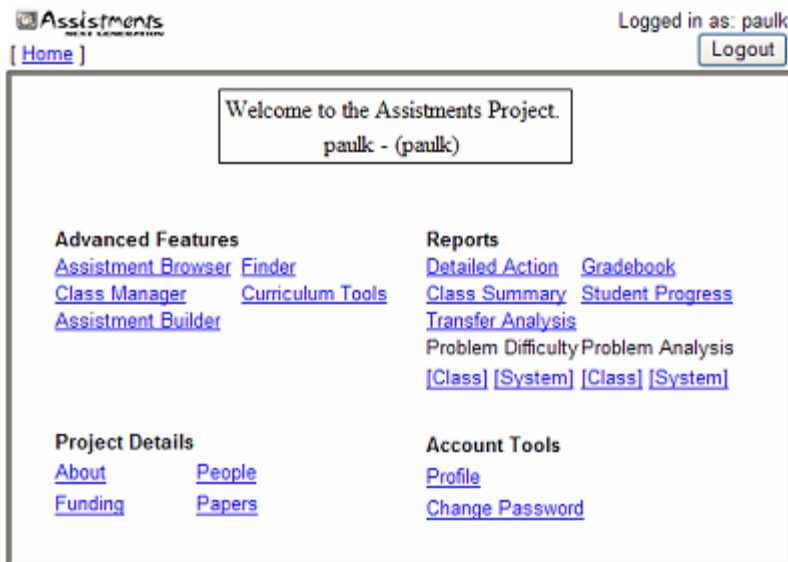 Assistments
NEXT GENERATION
Logged in as: paulk
[ Home ]
Logout
Welcome to the Assistments Project.
paulk - (paulk)
Advanced Features
Assistment Browser Finder
Class Manager Curriculum Tools
Assistment Builder
Reports
Detailed Action Gradebook
Class Summary Student Progress
Transfer Analysis
Problem Difficulty Problem Analysis
[Class] [System] [Class] [System]
Project Details
About People
Funding Papers
Account Tools
Profile
Change Password